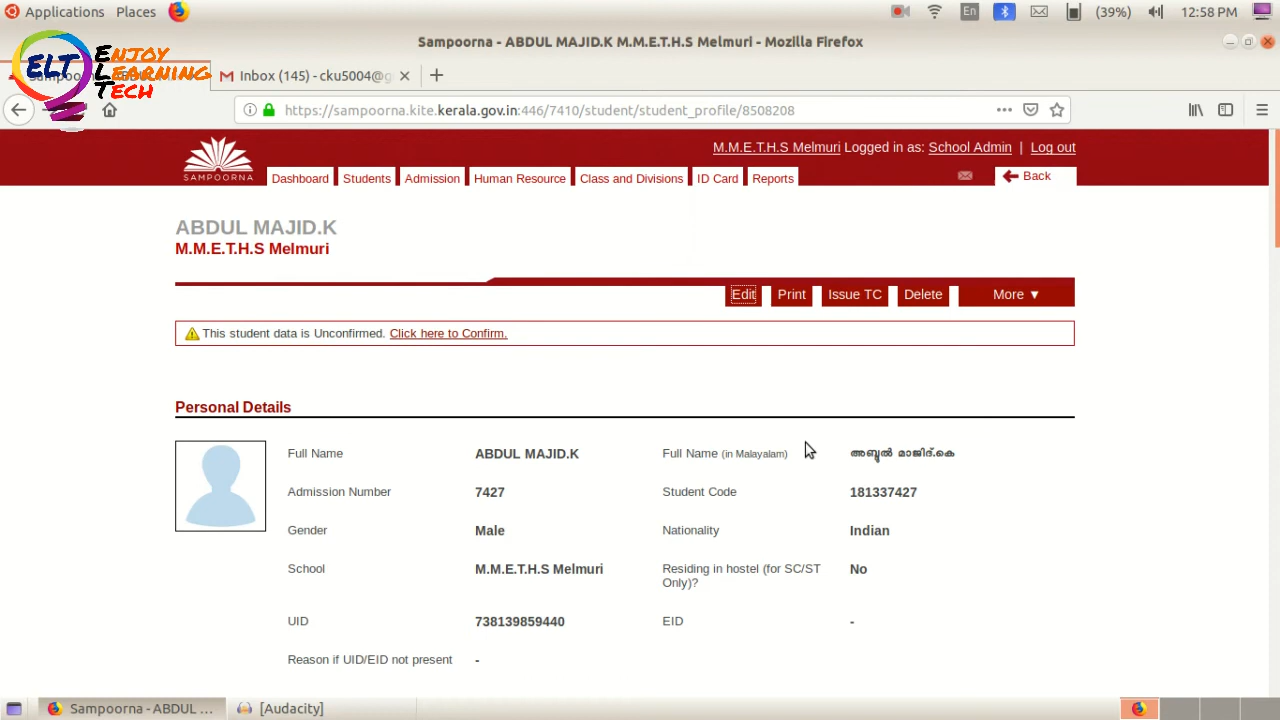 Applications Places En (39%) 12:58 PM
Sampoorna - ABDUL MAJID.K M.M.E.T.H.S Melmuri - Mozilla Firefox
ELT ENJOY LEARNING TECH
Inbox (145) - cku5004@g
https://sampoorna.kite.kerala.gov.in:446/7410/student/student_profile/8508208
SAMPOORNA
M.M.E.T.H.S Melmuri Logged in as: School Admin | Log out
Dashboard Students Admission Human Resource Class and Divisions ID Card Reports Back
ABDUL MAJID.K
M.M.E.T.H.S Melmuri
Edit Print Issue TC Delete More ▼
This student data is Unconfirmed. Click here to Confirm.
Personal Details
Full Name ABDUL MAJID.K Full Name (in Malayalam) അബ്ദുൽ മാജിദ്.കെ
Admission Number 7427 Student Code 181337427
Gender Male Nationality Indian
School M.M.E.T.H.S Melmuri Residing in hostel (for SC/ST
Only)? No
UID 738139859440 EID -
Reason if UID/EID not present -
Sampoorna - ABDUL ... [Audacity]